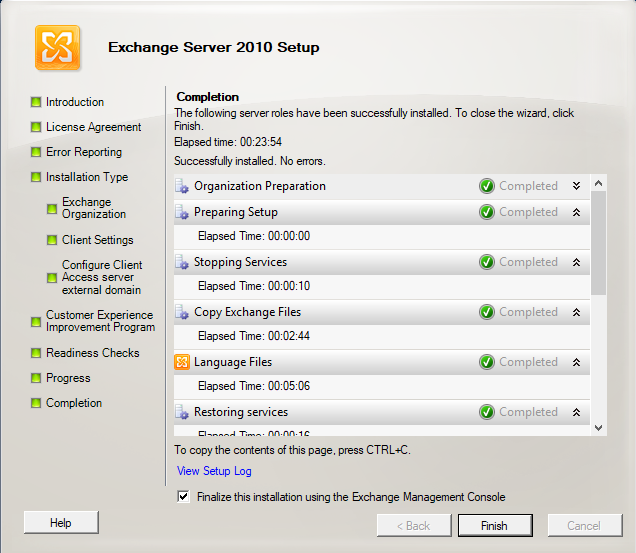 Exchange Server 2010 Setup
Introduction
License Agreement
Error Reporting
Installation Type
Exchange
Organization
Client Settings
Configure Client
Access server
external domain
Customer Experience
Improvement Program
Readiness Checks
Progress
Completion
Completion
The following server roles have been successfully installed. To close the wizard, click
Finish.
Elapsed time: 00:23:54
Successfully installed. No errors.
Organization Preparation Completed
Preparing Setup Completed
Elapsed Time: 00:00:00
Stopping Services Completed
Elapsed Time: 00:00:10
Copy Exchange Files Completed
Elapsed Time: 00:02:44
Language Files Completed
Elapsed Time: 00:05:06
Restoring services Completed
Elapsed Time: 00:00:16
To copy the contents of this page, press CTRL+C.
View Setup Log
Finalize this installation using the Exchange Management Console
Help
< Back
Finish
Cancel